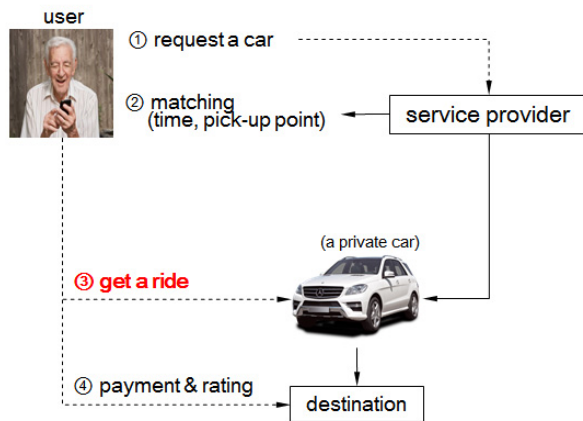 user
① request a car
② matching
(time, pick-up point)
service provider
(a private car)
③ get a ride
④ payment & rating
destination